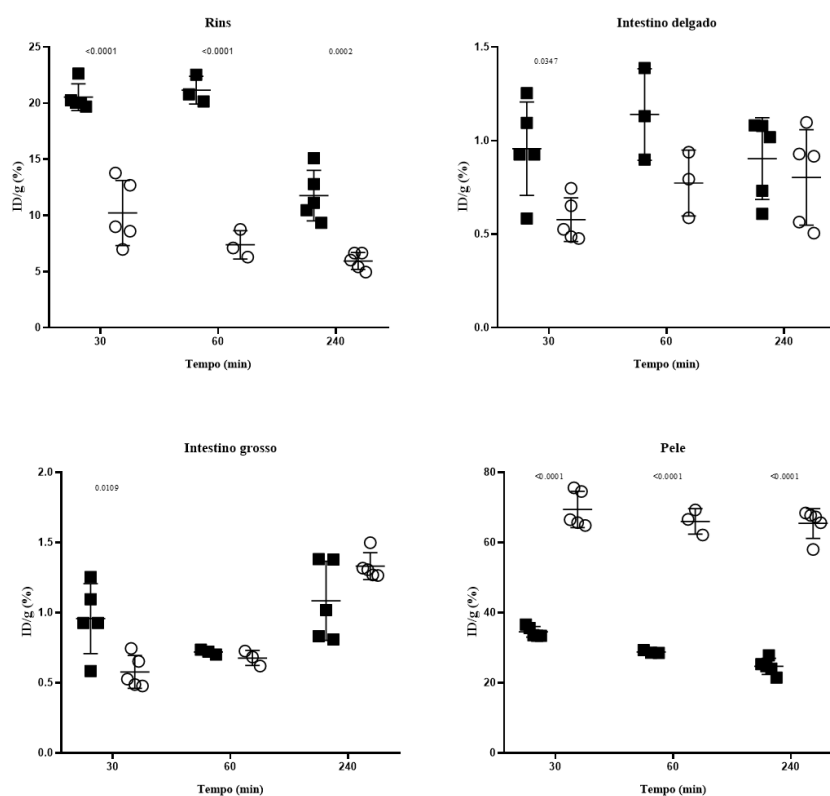 Rins
<0.0001 <0.0001 0.0002
25
20
15
10
5
0
ID/g (%)
30 60 240
Tempo (min)
Intestino delgado
0.0347
1.5
1.0
0.5
0.0
ID/g (%)
30 60 240
Tempo (min)
Intestino grosso
0.0109
2.0
1.5
1.0
0.5
0.0
ID/g (%)
30 60 240
Tempo (min)
Pele
<0.0001 <0.0001 <0.0001
80
60
40
20
0
ID/g (%)
30 60 240
Tempo (min)